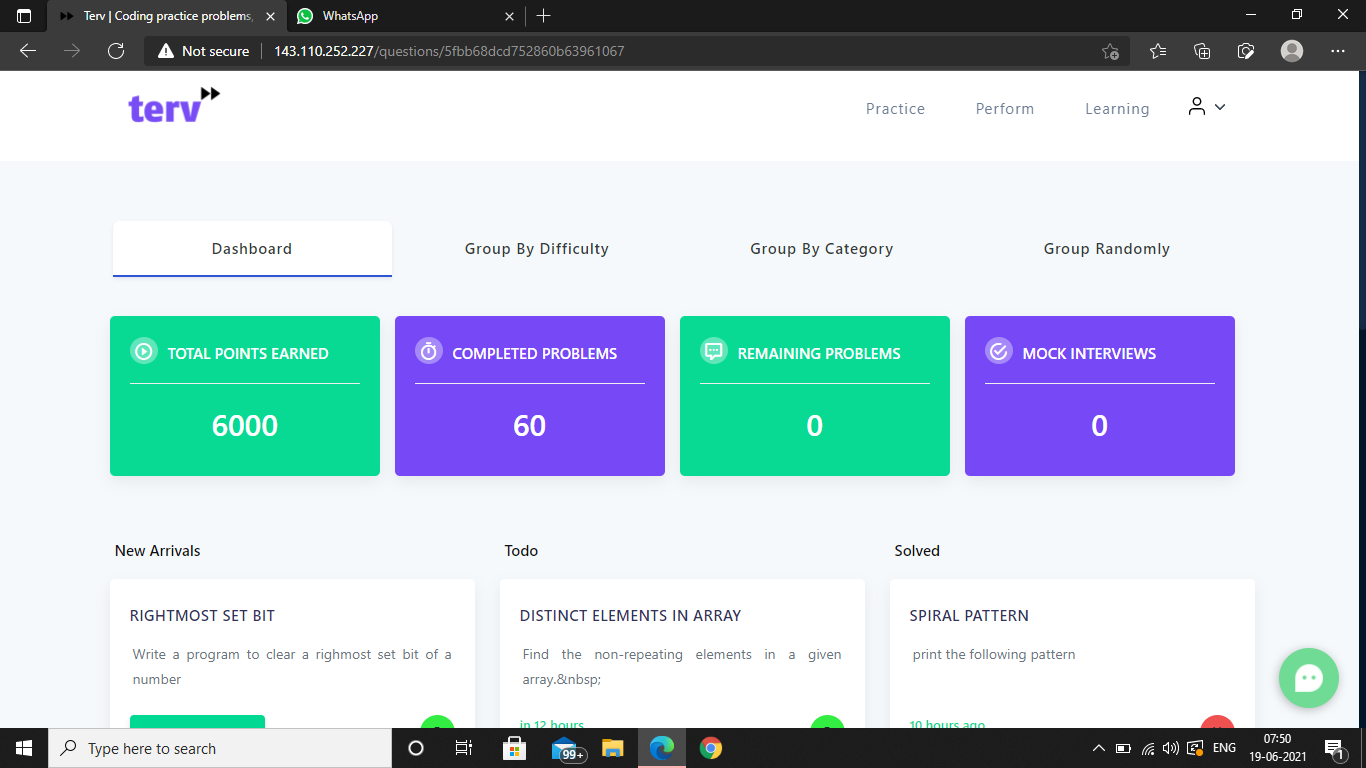 Terv | Coding practice problems,
WhatsApp
Not secure
143.110.252.227/questions/5fbb68dcd752860b63961067
terv
Practice
Perform
Learning
Dashboard
Group By Difficulty
Group By Category
Group Randomly
TOTAL POINTS EARNED
6000
COMPLETED PROBLEMS
60
REMAINING PROBLEMS
0
MOCK INTERVIEWS
0
New Arrivals
RIGHTMOST SET BIT
Write a program to clear a righmost set bit of a
number
Todo
DISTINCT ELEMENTS IN ARRAY
Find the non-repeating elements in a given
array.&nbsp;
in 12 hours
Solved
SPIRAL PATTERN
print the following pattern
10 hours ago
Type here to search
99+
ENG
07:50
19-06-2021
1